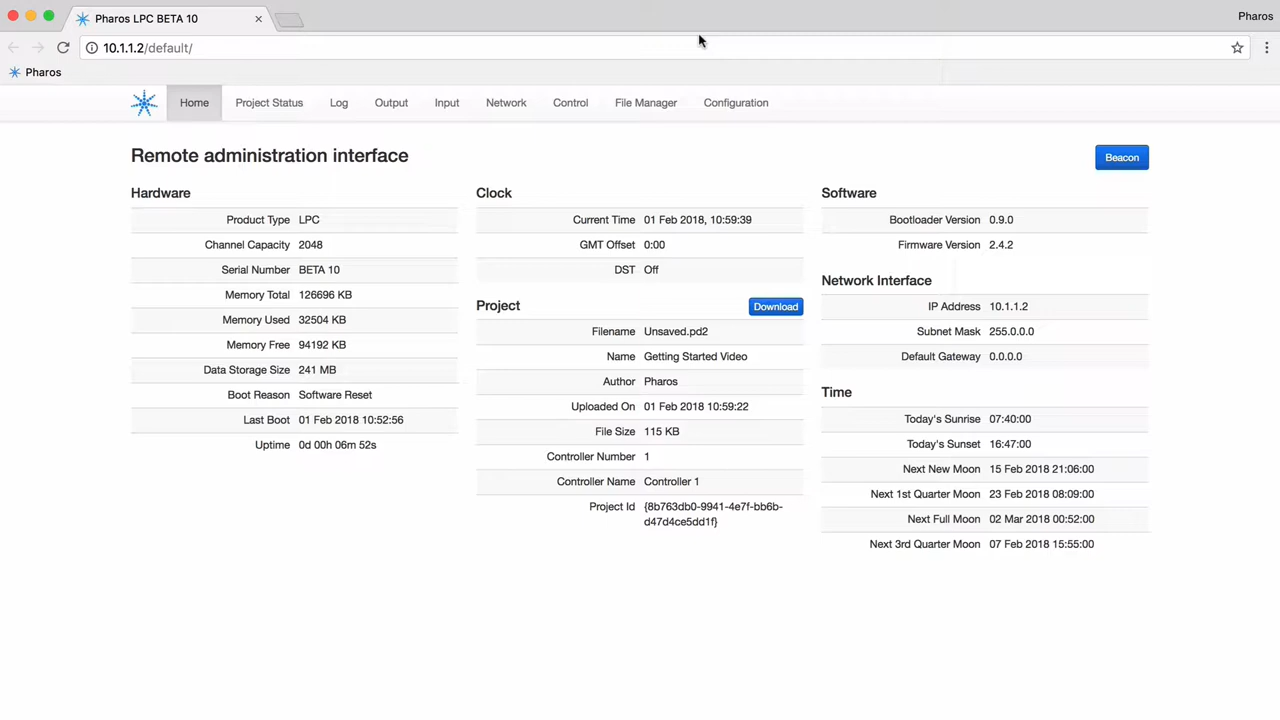 Pharos LPC BETA 10
Pharos
10.1.1.2/default/
Pharos
Home Project Status Log Output Input Network Control File Manager Configuration
Remote administration interface
Beacon
Hardware
Product Type LPC
Channel Capacity 2048
Serial Number BETA 10
Memory Total 126696 KB
Memory Used 32504 KB
Memory Free 94192 KB
Data Storage Size 241 MB
Boot Reason Software Reset
Last Boot 01 Feb 2018 10:52:56
Uptime 0d 00h 06m 52s
Clock
Current Time 01 Feb 2018, 10:59:39
GMT Offset 0:00
DST Off
Project
Download
Filename Unsaved.pd2
Name Getting Started Video
Author Pharos
Uploaded On 01 Feb 2018 10:59:22
File Size 115 KB
Controller Number 1
Controller Name Controller 1
Project Id {8b763db0-9941-4e7f-bb6b-
d47d4ce5dd1f}
Software
Bootloader Version 0.9.0
Firmware Version 2.4.2
Network Interface
IP Address 10.1.1.2
Subnet Mask 255.0.0.0
Default Gateway 0.0.0.0
Time
Today's Sunrise 07:40:00
Today's Sunset 16:47:00
Next New Moon 15 Feb 2018 21:06:00
Next 1st Quarter Moon 23 Feb 2018 08:09:00
Next Full Moon 02 Mar 2018 00:52:00
Next 3rd Quarter Moon 07 Feb 2018 15:55:00